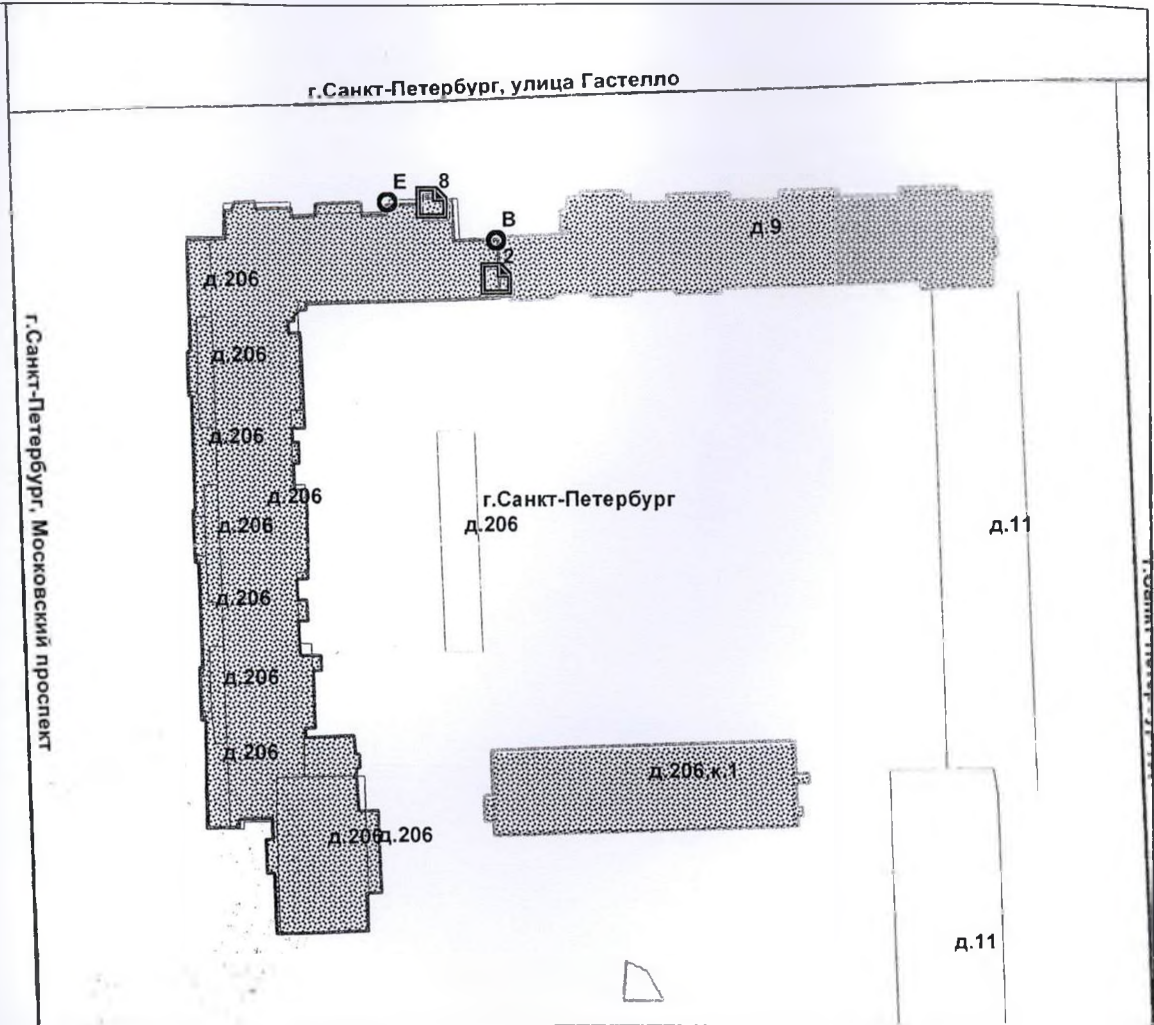 г.Санкт-Петербург, улица Гастелло
Е
8
В
2
д.9
д.206
д.206
д.206
д.206
д.206
г.Санкт-Петербург
д.206
д.11
д.206
д.206
д.206
д.206,к.1
д.206
д.206
д.11
г.Санкт-Петербург, Московский проспект